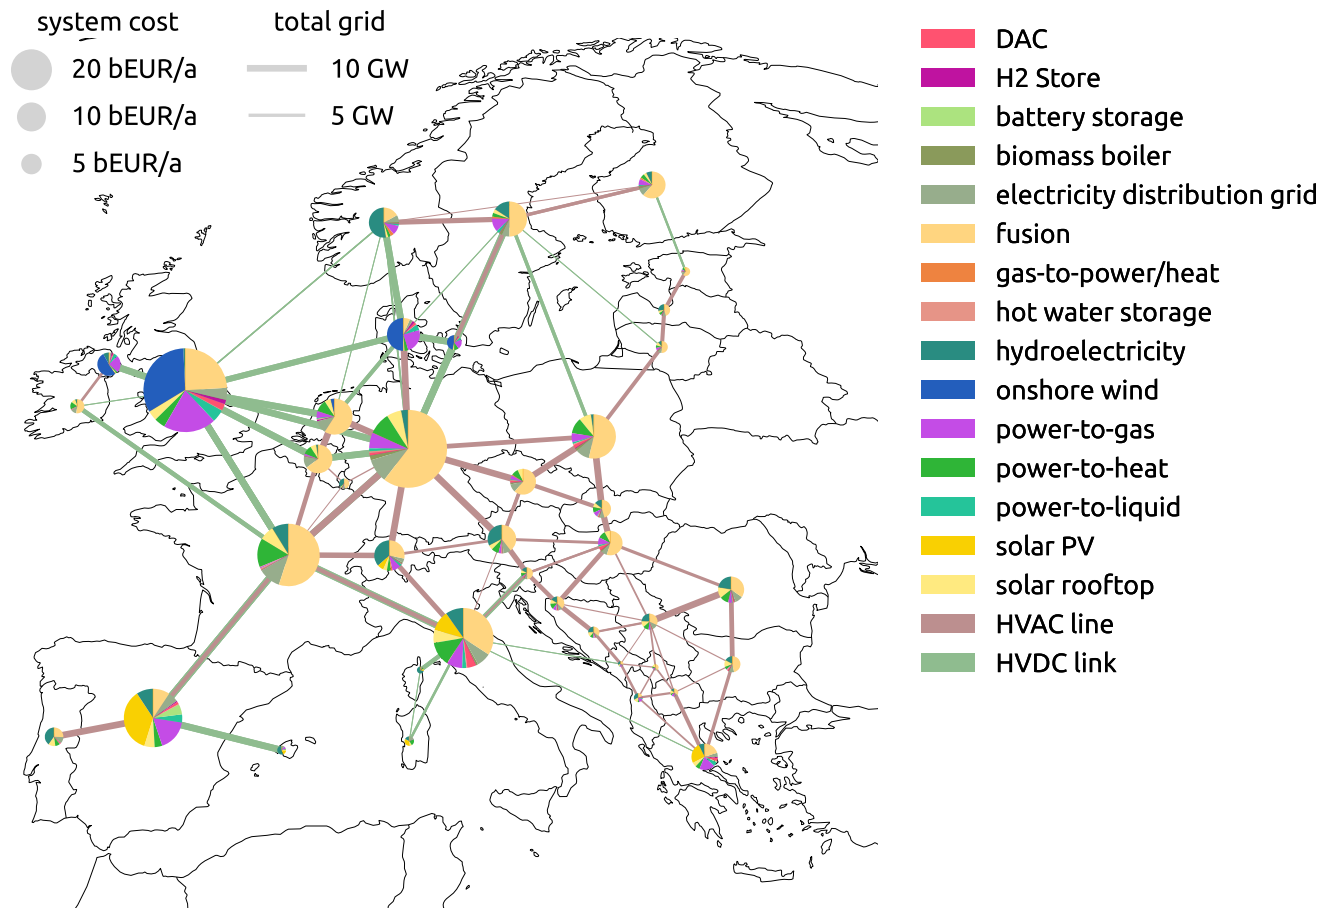 system cost
20 bEUR/a
10 bEUR/a
5 bEUR/a
total grid
10 GW
5 GW
DAC
H2 Store
battery storage
biomass boiler
electricity distribution grid
fusion
gas-to-power/heat
hot water storage
hydroelectricity
onshore wind
power-to-gas
power-to-heat
power-to-liquid
solar PV
solar rooftop
HVAC line
HVDC link